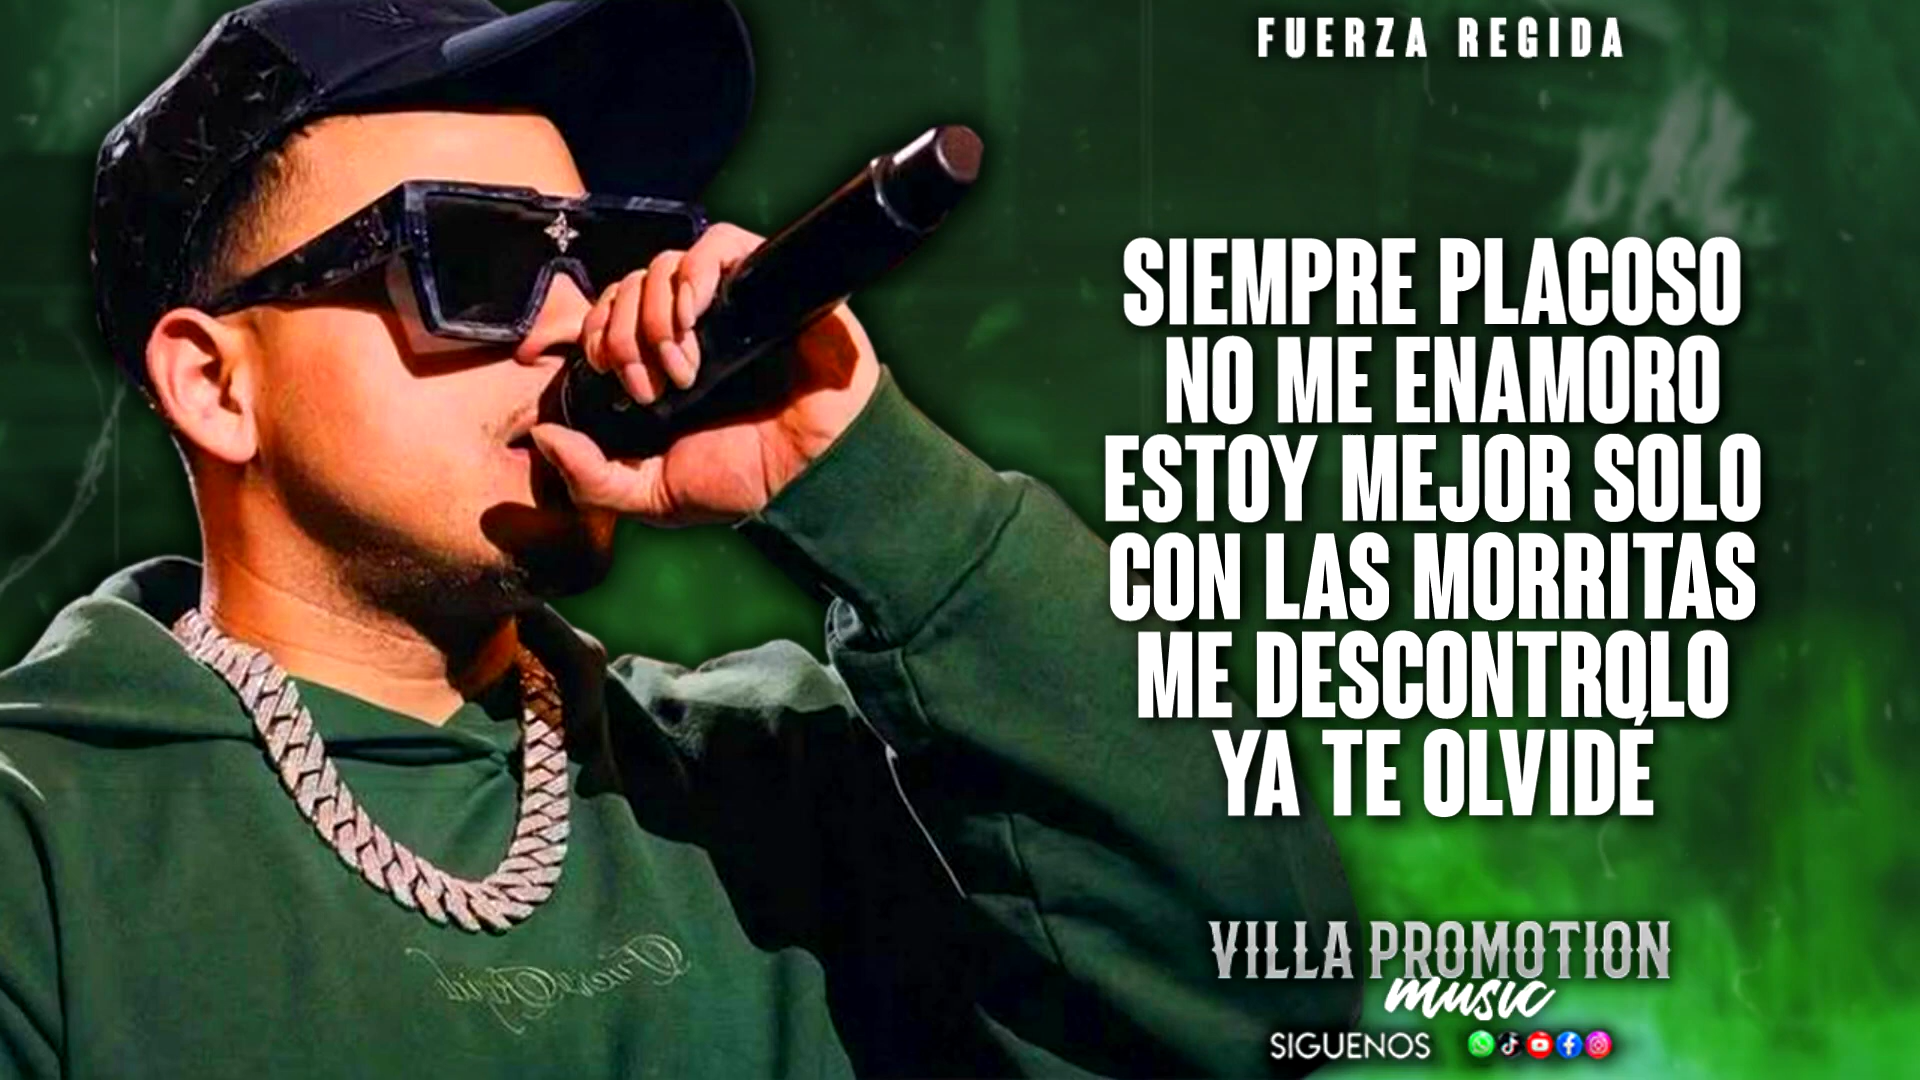 FUERZA REGIDA
SIEMPRE PLACOSO
NO ME ENAMORO
ESTOY MEJOR SOLO
CON LAS MORRITAS
ME DESCONTROLO
YA TE OLVIDÉ
VILLA PROMOTION
music
SIGUENOS